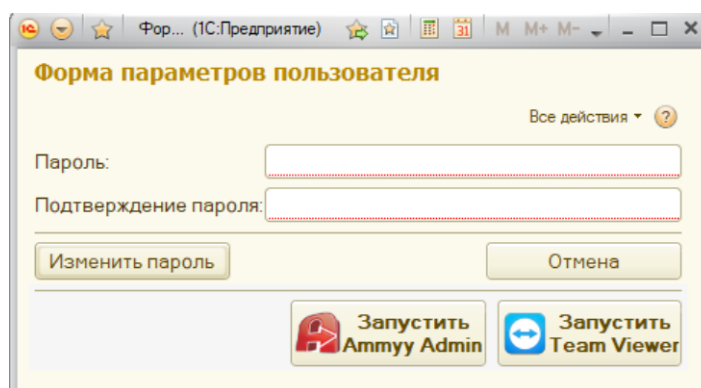 Фор... (1С:Предприятие) 31 M M+ M-
Форма параметров пользователя
Все действия ?
Пароль:
Подтверждение пароля:
Изменить пароль Отмена
Запустить Запустить
Ammyy Admin Team Viewer